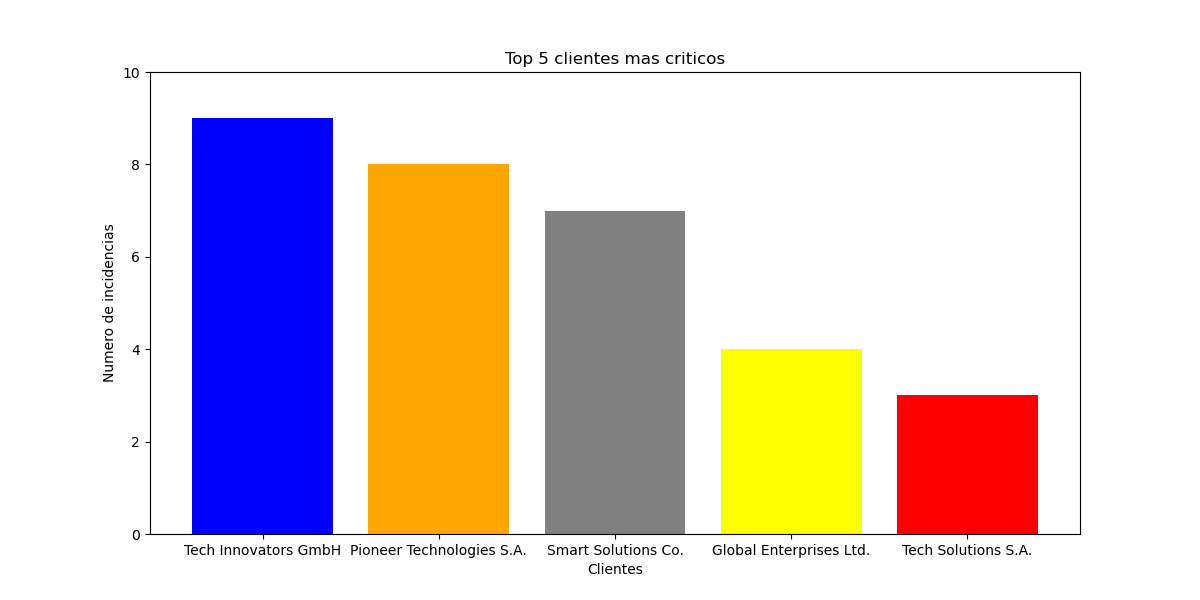 Top 5 clientes mas criticos
10
8
6
4
2
0
Numero de incidencias
Tech Innovators GmbH
Pioneer Technologies S.A.
Smart Solutions Co.
Global Enterprises Ltd.
Tech Solutions S.A.
Clientes